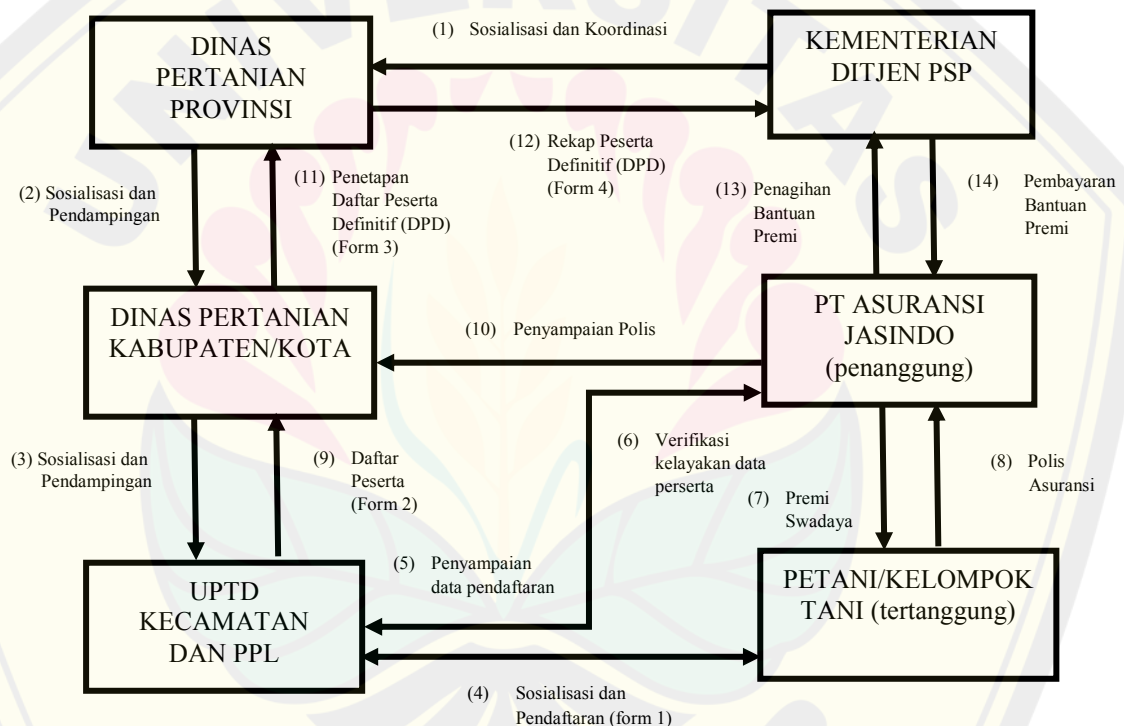 (1) Sosialisasi dan Koordinasi
DINAS
PERTANIAN
PROVINSI
KEMENTERIAN
DITJEN PSP
(12) Rekap Peserta
Definitif (DPD)
(Form 4)
(2) Sosialisasi dan
Pendampingan
(11) Penetapan
Daftar Peserta
Definitif (DPD)
(Form 3)
(13) Penagihan
Bantuan
Premi
(14) Pembayaran
Bantuan
Premi
DINAS PERTANIAN
KABUPATEN/KOTA
(10) Penyampaian Polis
PT ASURANSI
JASINDO
(penanggung)
(3) Sosialisasi dan
Pendampingan
(9) Daftar
Peserta
(Form 2)
(6) Verifikasi
kelayakan data
perserta
(7) Premi
Swadaya
(8) Polis
Asuransi
(5) Penyampaian
data pendaftaran
UPTD
KECAMATAN
DAN PPL
PETANI/KELOMPOK
TANI (tertanggung)
(4) Sosialisasi dan
Pendaftaran (form 1)
UNIVERSITAS